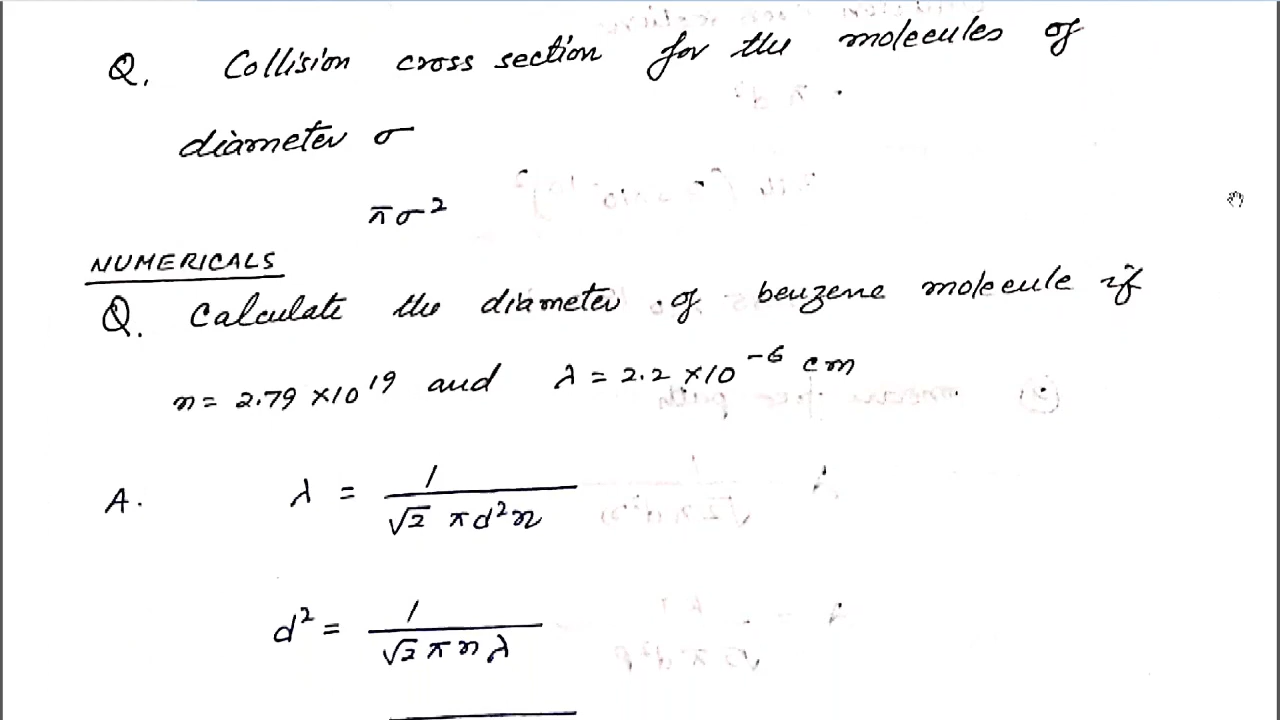 Q. Collision cross section for the molecules of
diameter σ
πσ²
NUMERICALS
Q. Calculate the diameter of benzene molecule if
n = 2.79 ×10¹⁹ and λ = 2.2 ×10⁻⁶ cm
A. λ = 1 / √2 πd²n
d² = 1 / √2 π n λ